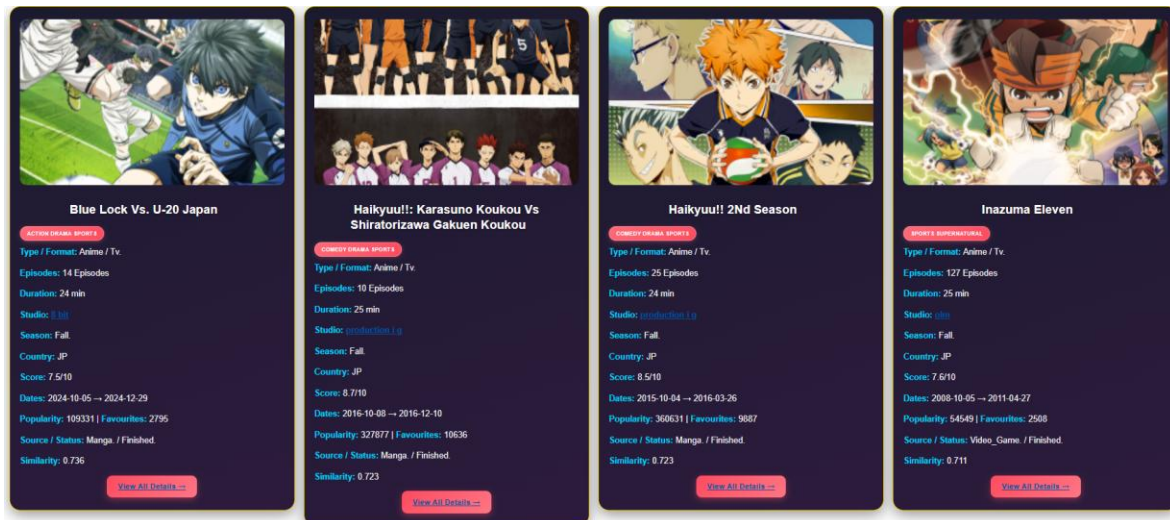 5
Blue Lock Vs. U-20 Japan
ACTION DRAMA SPORTS
Type / Format: Anime / Tv.
Episodes: 14 Episodes
Duration: 24 min
Studio: 8 bit
Season: Fall.
Country: JP
Score: 7.5/10
Dates: 2024-10-05 → 2024-12-29
Popularity: 109331 | Favourites: 2795
Source / Status: Manga. / Finished.
Similarity: 0.736
View All Details →
Haikyuu!!: Karasuno Koukou Vs
Shiratorizawa Gakuen Koukou
COMEDY DRAMA SPORTS
Type / Format: Anime / Tv.
Episodes: 10 Episodes
Duration: 25 min
Studio: production i g
Season: Fall.
Country: JP
Score: 8.7/10
Dates: 2016-10-08 → 2016-12-10
Popularity: 327877 | Favourites: 10636
Source / Status: Manga. / Finished.
Similarity: 0.723
View All Details →
Haikyuu!! 2Nd Season
COMEDY DRAMA SPORTS
Type / Format: Anime / Tv.
Episodes: 25 Episodes
Duration: 24 min
Studio: production i g
Season: Fall.
Country: JP
Score: 8.5/10
Dates: 2015-10-04 → 2016-03-26
Popularity: 360631 | Favourites: 9887
Source / Status: Manga. / Finished.
Similarity: 0.723
View All Details →
Inazuma Eleven
SPORTS SUPERNATURAL
Type / Format: Anime / Tv.
Episodes: 127 Episodes
Duration: 25 min
Studio: olm
Season: Fall.
Country: JP
Score: 7.6/10
Dates: 2008-10-05 → 2011-04-27
Popularity: 54549 | Favourites: 2508
Source / Status: Video_Game. / Finished.
Similarity: 0.711
View All Details →